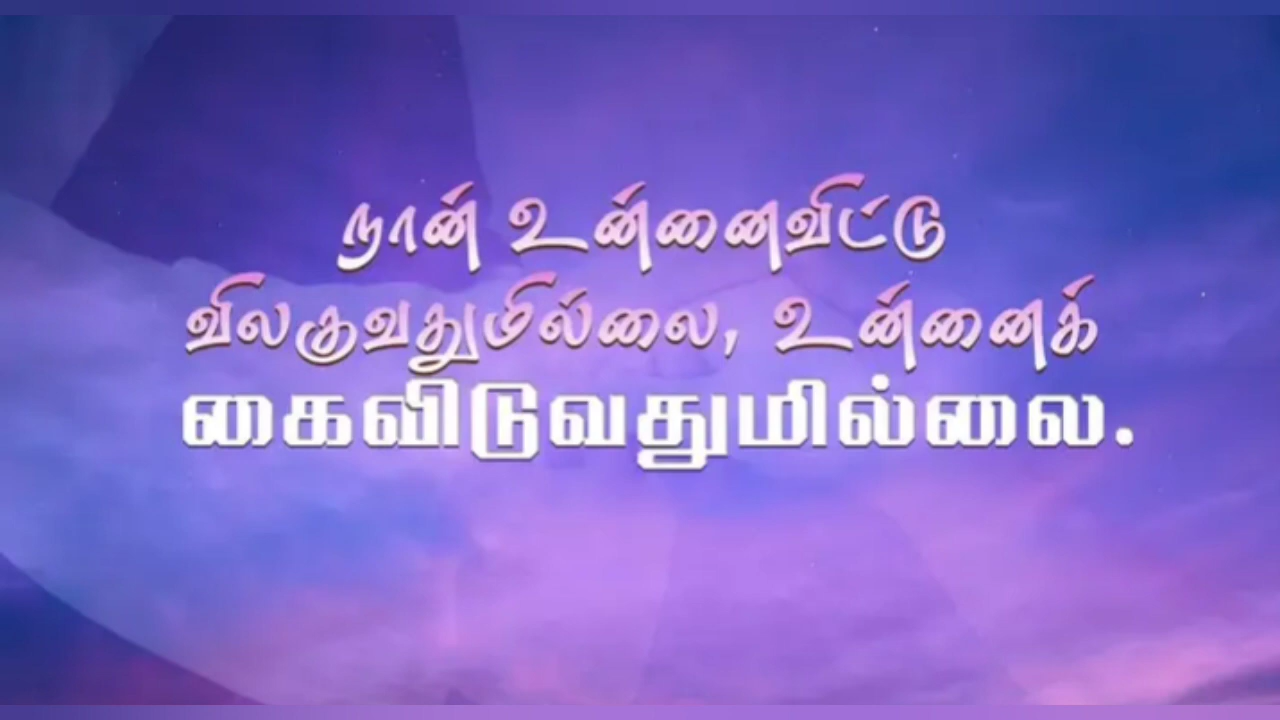 நான் உன்னைவிட்டு
விலகுவதுமில்லை, உன்னைக்
கைவிடுவதுமில்லை.